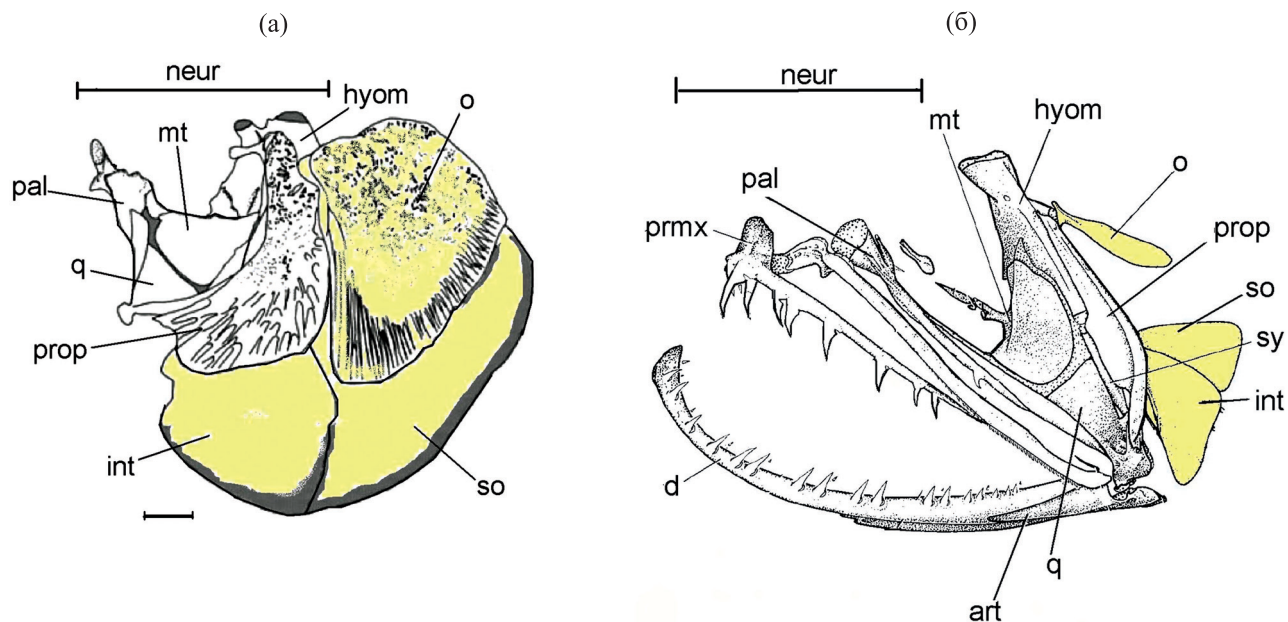 (а)
neur
hyom
o
mt
pal
q
prop
int
so
(б)
neur
mt
hyom
o
pal
prmx
prop
so
sy
int
d
q
art